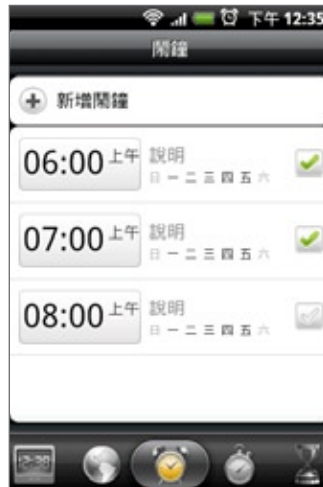 下午 12:35
鬧鐘
新增鬧鐘
06:00 上午 說明
日 一 二 三 四 五 六
07:00 上午 說明
日 一 二 三 四 五 六
08:00 上午 說明
日 一 二 三 四 五 六
12:38